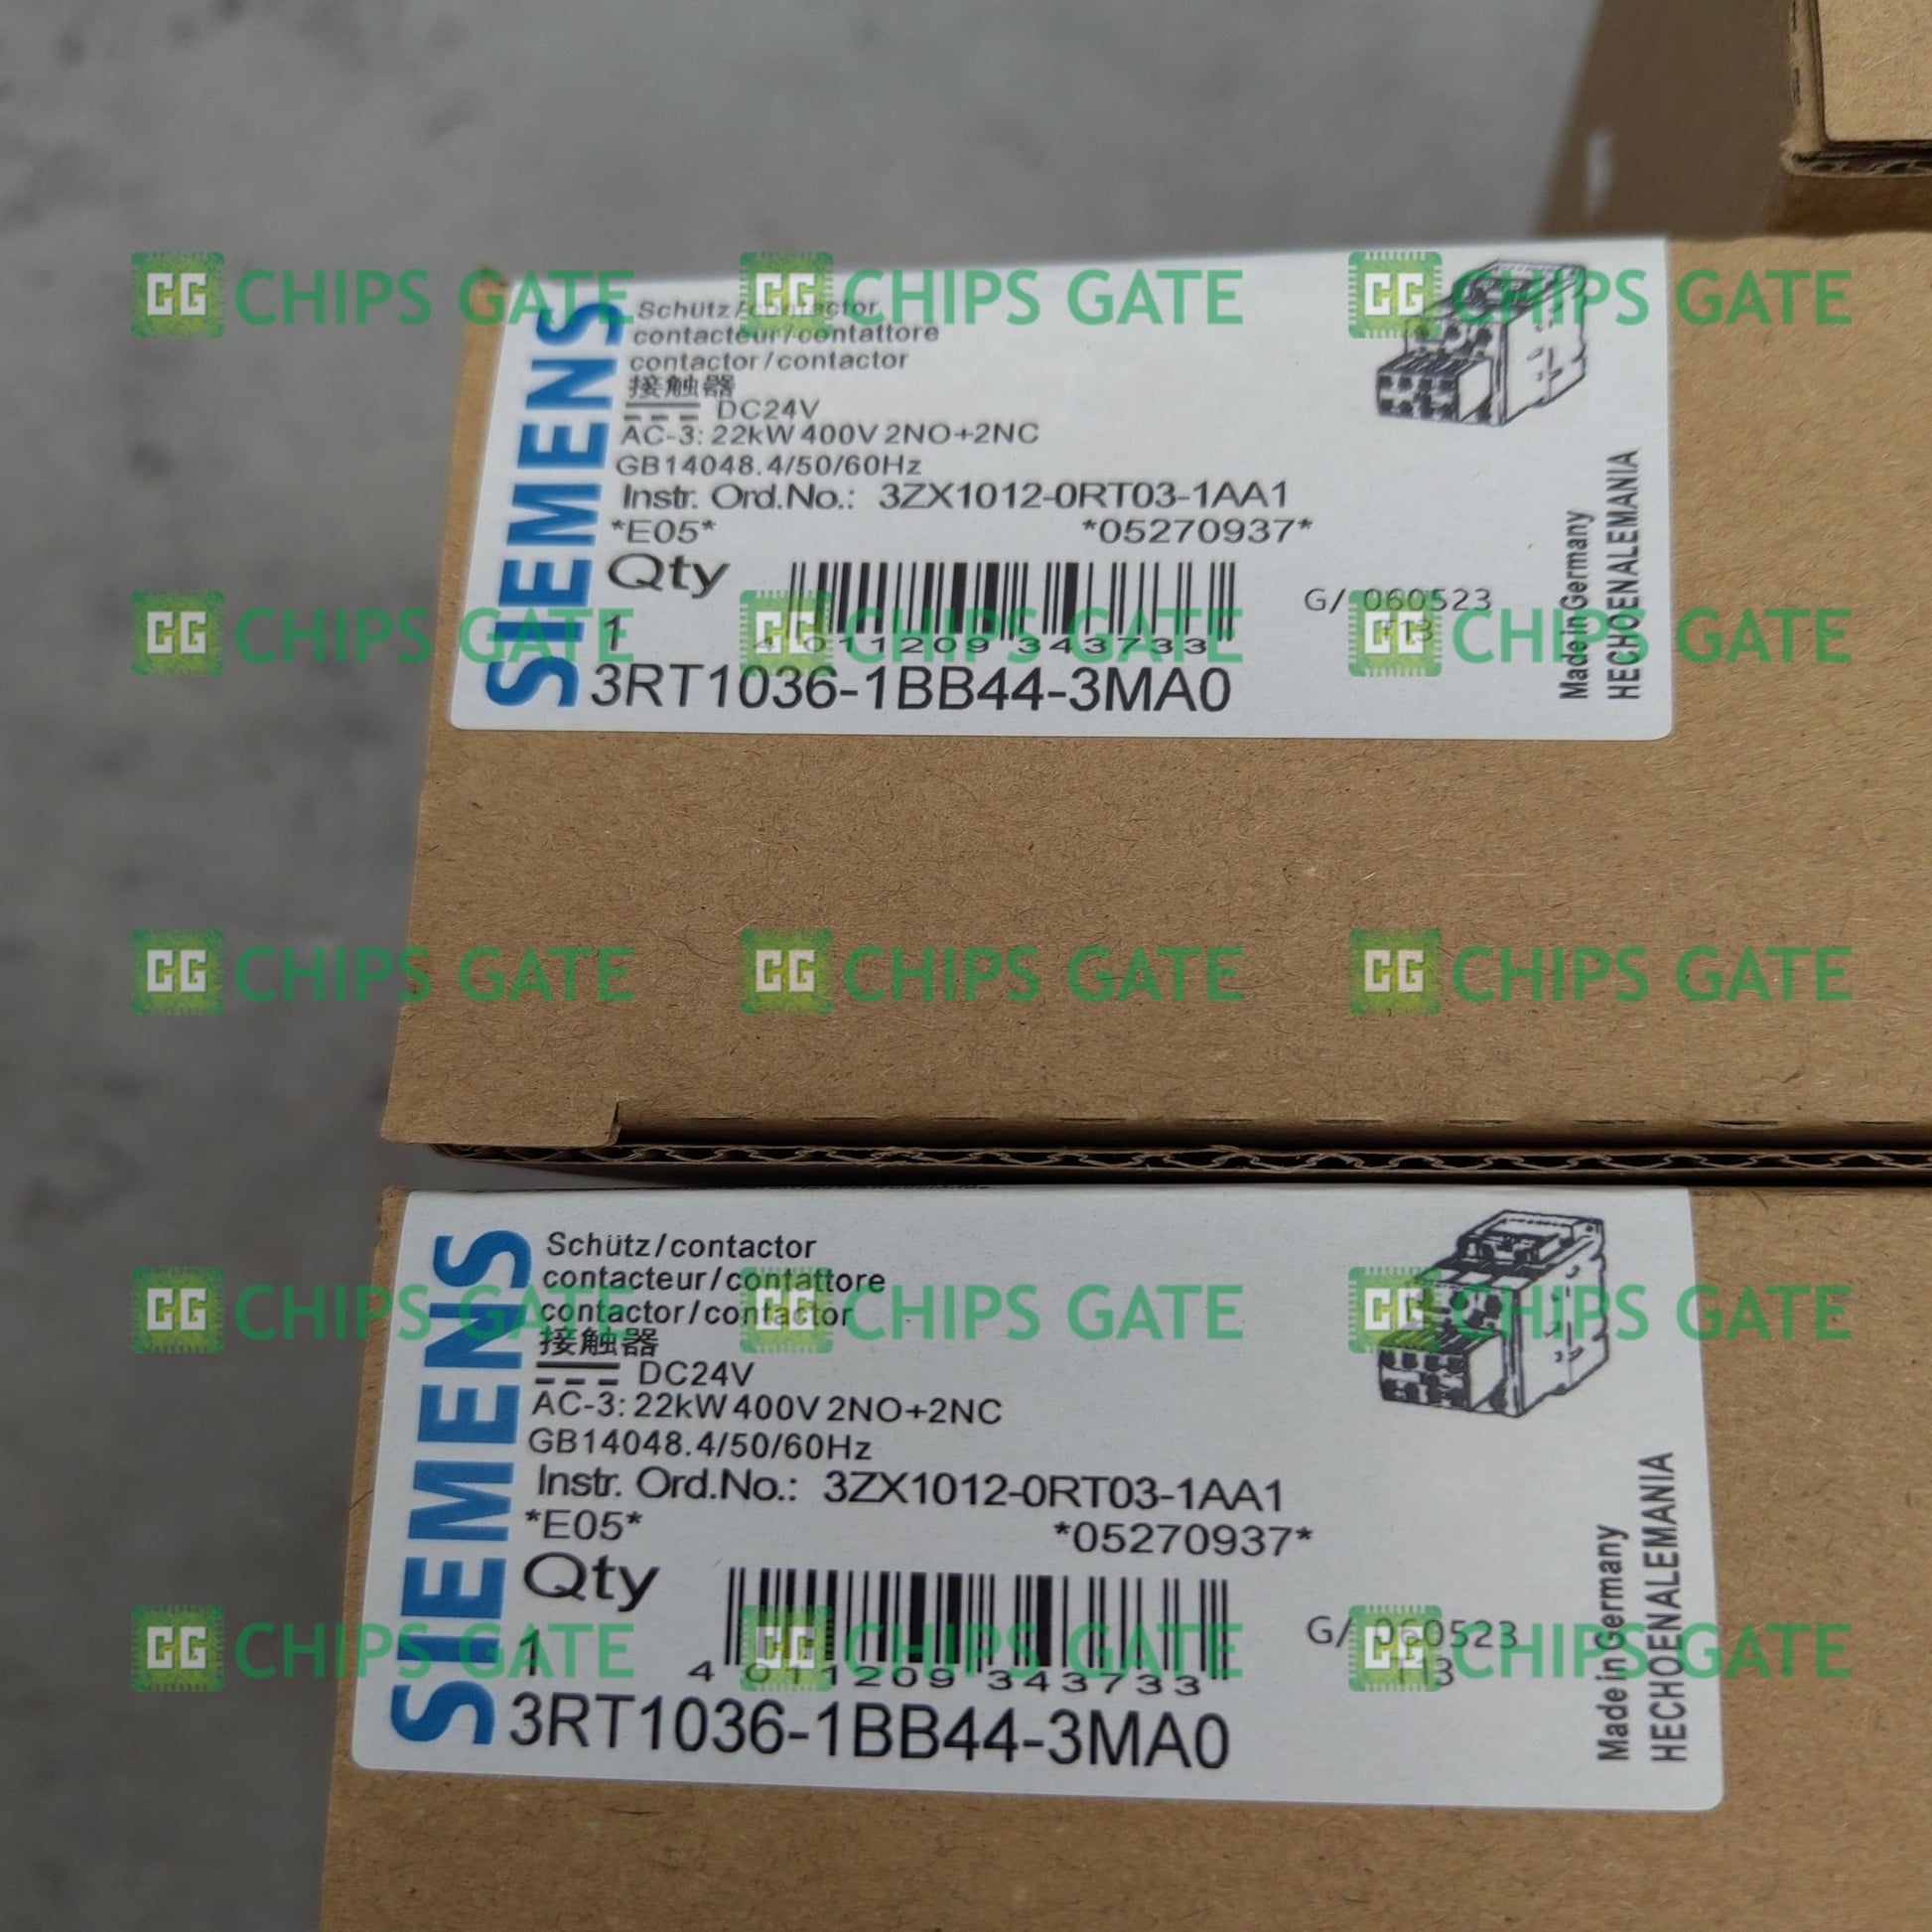 CHIPS GATE CHIPS GATE CHIPS GATE
SIEMENS
Schütz/contactor
contacteur/contattore
contactor/contactor
接触器
DC24V
AC-3: 22kW 400V 2NO+2NC
GB14048.4/50/60Hz
Instr. Ord.No.: 3ZX1012-0RT03-1AA1
*E05* *05270937*
Qty
1
4 011209 343733
G/ 060523
3RT1036-1BB44-3MA0
Made in Germany
HECHOENALEMANIA
CHIPS GATE CHIPS GATE CHIPS GATE
CHIPS GATE CHIPS GATE CHIPS GATE
SIEMENS
Schütz/contactor
contacteur/contattore
contactor/contactor
接触器
DC24V
AC-3: 22kW 400V 2NO+2NC
GB14048.4/50/60Hz
Instr. Ord.No.: 3ZX1012-0RT03-1AA1
*E05* *05270937*
Qty
1
4 011209 343733
G/ 060523
3RT1036-1BB44-3MA0
Made in Germany
HECHOENALEMANIA
CHIPS GATE CHIPS GATE CHIPS GATE
CHIPS GATE CHIPS GATE CHIPS GATE